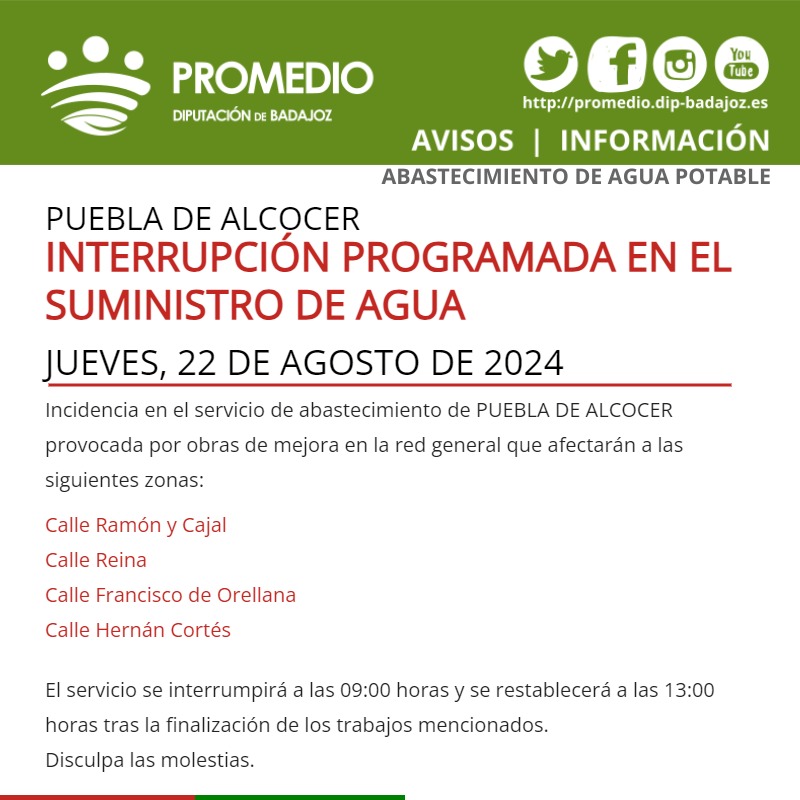 PROMEDIO
DIPUTACIÓN DE BADAJOZ
You
Tube
http://promedio.dip-badajoz.es
AVISOS | INFORMACIÓN
ABASTECIMIENTO DE AGUA POTABLE
PUEBLA DE ALCOCER
INTERRUPCIÓN PROGRAMADA EN EL
SUMINISTRO DE AGUA
JUEVES, 22 DE AGOSTO DE 2024
Incidencia en el servicio de abastecimiento de PUEBLA DE ALCOCER
provocada por obras de mejora en la red general que afectarán a las
siguientes zonas:
Calle Ramón y Cajal
Calle Reina
Calle Francisco de Orellana
Calle Hernán Cortés
El servicio se interrumpirá a las 09:00 horas y se restablecerá a las 13:00
horas tras la finalización de los trabajos mencionados.
Disculpa las molestias.